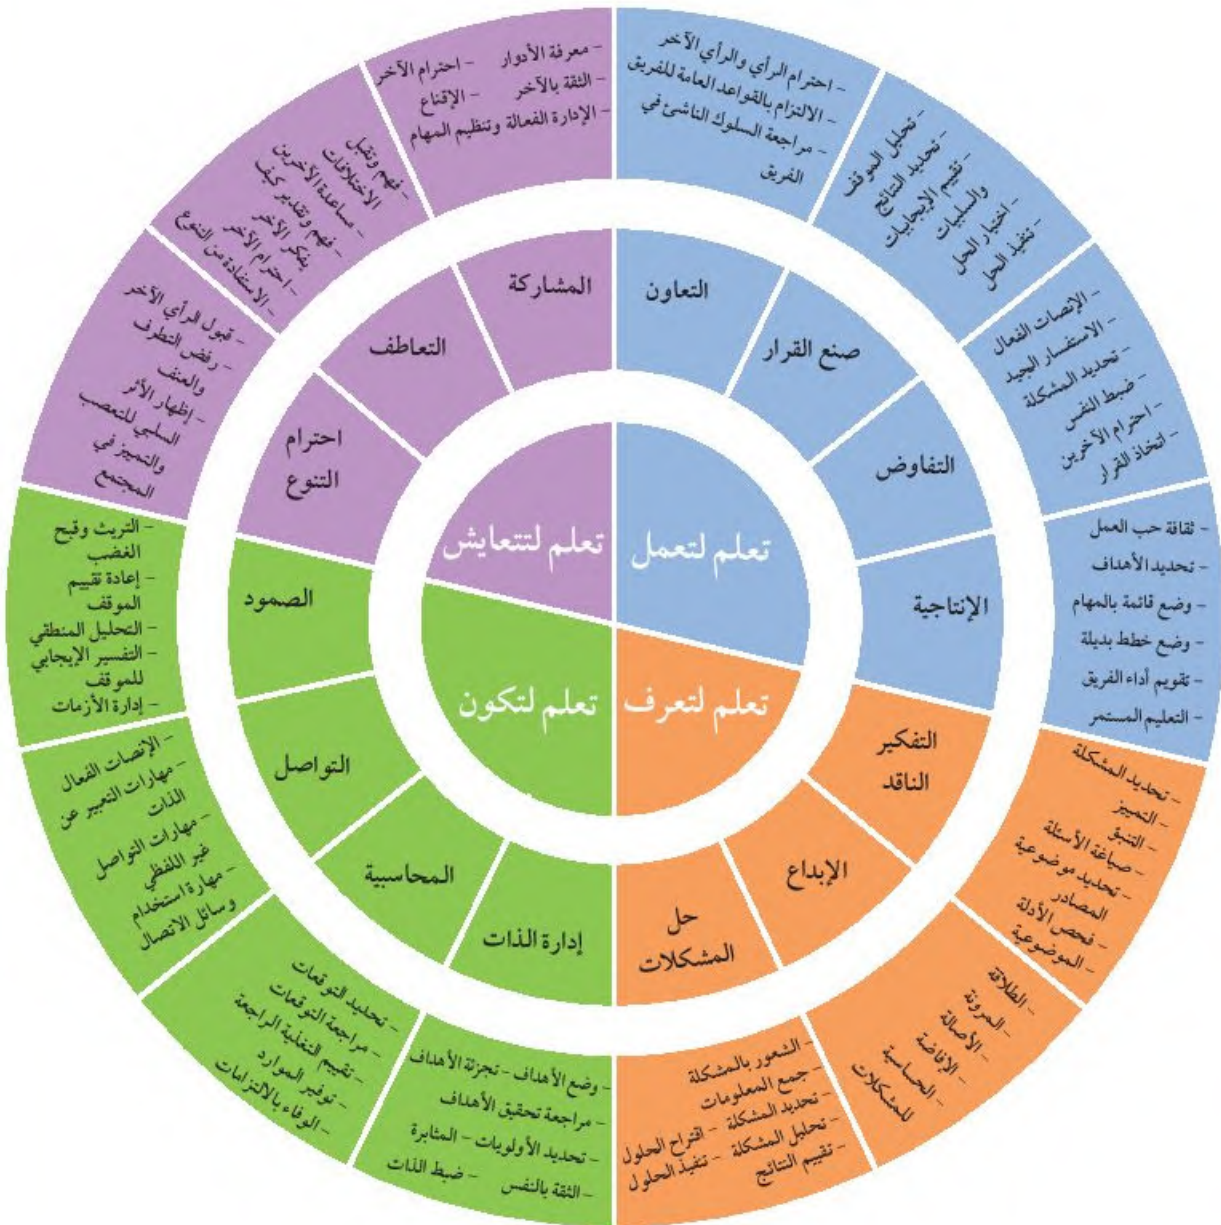 تعلم لتعمل
تعلم لتعرف
تعلم لتكون
تعلم لتتعايش
التعاون
– احترام الرأي والرأي الآخر
– الالتزام بالقواعد العامة للفريق
– مراجعة السلوك الناشئ في
الفريق
صنع القرار
– تحليل الموقف
– تحديد النتائج
– تقييم الإيجابيات
والسلبيات
– اختيار الحل
– تنفيذ الحل
التفاوض
– الإنصات الفعال
– الاستفسار الجيد
– تحديد المشكلة
– ضبط النفس
– احترام الآخرين
– اتخاذ القرار
الإنتاجية
– ثقافة حب العمل
– تحديد الأهداف
– وضع قائمة بالمهام
– وضع خطط بديلة
– تقويم أداء الفريق
– التعليم المستمر
التفكير
الناقد
– تحديد المشكلة
– التمييز
– التنبؤ
– صياغة الأسئلة
– تحديد موضوعية
المصادر
– فحص الأدلة
– الموضوعية
الإبداع
– الطلاقة
– المرونة
– الأصالة
– الإفاضة
– الحساسية
للمشكلات
حل
المشكلات
– الشعور بالمشكلة
– جمع المعلومات
– تحديد المشكلة – اقتراح الحلول
– تحليل المشكلة – تنفيذ الحلول
– تقييم النتائج
إدارة الذات
– وضع الأهداف – تجزئة الأهداف
– مراجعة تحقيق الأهداف
– تحديد الأولويات – المثابرة
– الثقة بالنفس – ضبط الذات
المحاسبية
– تحديد التوقعات
– مراجعة التوقعات
– تقييم التغذية الراجعة
– توفير الموارد
– الوفاء بالالتزامات
التواصل
– الإنصات الفعال
– مهارات التعبير عن
الذات
– مهارات التواصل
غير اللفظي
– مهارة استخدام
وسائل الاتصال
الصمود
– التريث وقبح
الغضب
– إعادة تقييم
الموقف
– التحليل المنطقي
– التفسير الإيجابي
للموقف
– إدارة الأزمات
احترام
التنوع
– قبول الرأي الآخر
– رفض التطرف
والعنف
– إظهار الأثر
السلبي للتعصب
والتمييز في
المجتمع
التعاطف
– فهم وتقبل
الاختلافات
– مساعدة الآخرين
– فهم وتقدير كيف
يفكر الآخر
– احترام الآخر
– الاستفادة من التنوع
المشاركة
– معرفة الأدوار – احترام الآخر
– الثقة بالآخر – الإقناع
– الإدارة الفعالة وتنظيم المهام